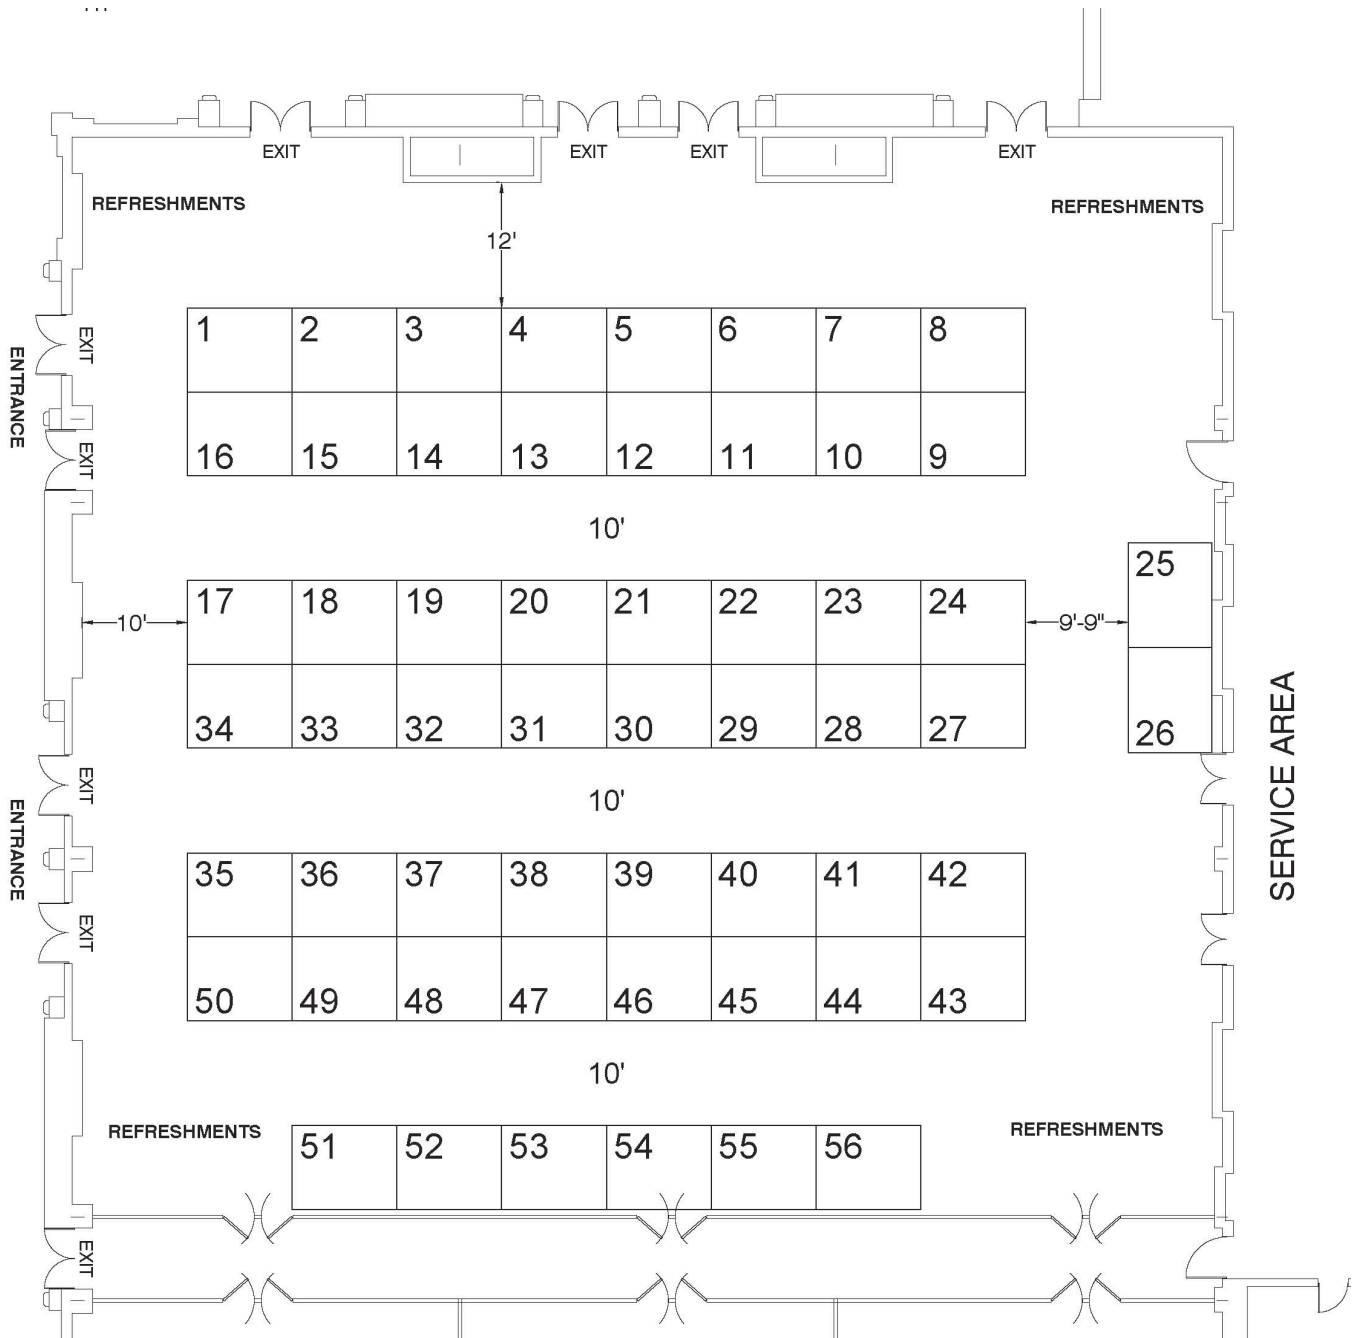 EXIT EXIT EXIT EXIT
REFRESHMENTS REFRESHMENTS
12'
1 2 3 4 5 6 7 8
EXIT
ENTRANCE
16 15 14 13 12 11 10 9
EXIT
10'
25
17 18 19 20 21 22 23 24
10' 9'-9"
34 33 32 31 30 29 28 27
26
SERVICE AREA
EXIT
10'
ENTRANCE
35 36 37 38 39 40 41 42
EXIT
50 49 48 47 46 45 44 43
10'
REFRESHMENTS REFRESHMENTS
51 52 53 54 55 56
EXIT